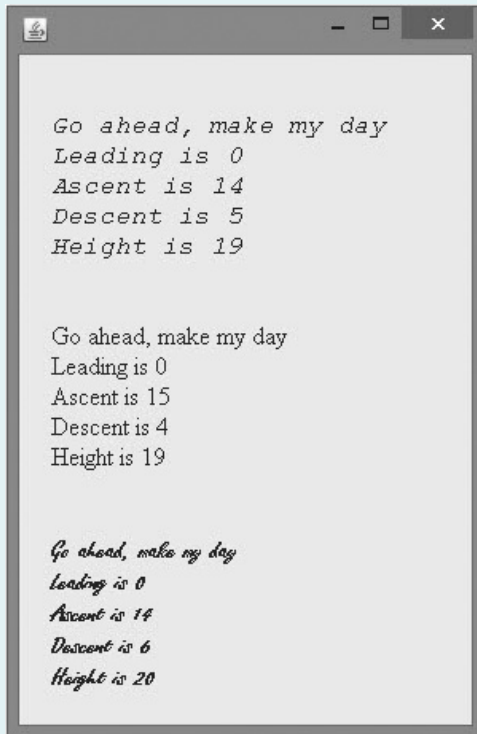 Go ahead, make my day
Leading is 0
Ascent is 14
Descent is 5
Height is 19
Go ahead, make my day
Leading is 0
Ascent is 15
Descent is 4
Height is 19
Go ahead, make my day
Leading is 0
Ascent is 14
Descent is 6
Height is 20